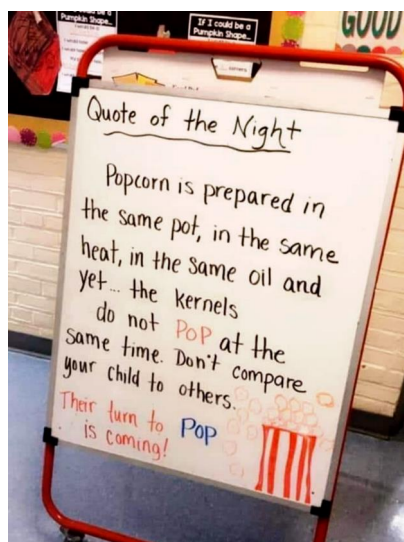 If I could be a
Pumpkin Shape...
GOOD
Quote of the Night
Popcorn is prepared in
the same pot, in the same
heat, in the same oil and
yet... the kernels
do not POP at the
same time. Don't compare
your child to others.
Their turn to POP
is coming!